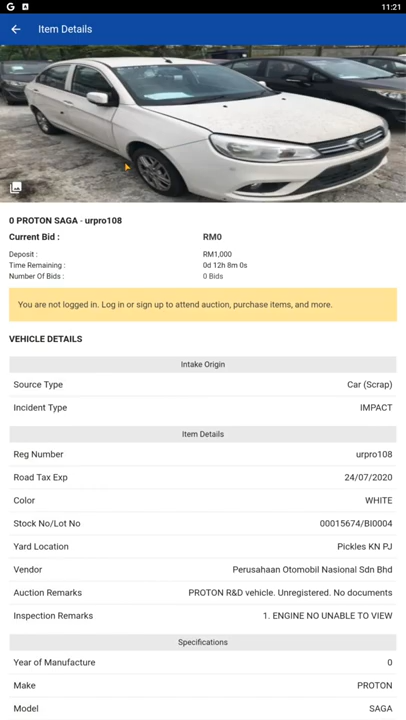 G A 11:21
Item Details
0 PROTON SAGA - urpro108
Current Bid : RM0
Deposit : RM1,000
Time Remaining : 0d 12h 8m 0s
Number Of Bids : 0 Bids
You are not logged in. Log in or sign up to attend auction, purchase items, and more.
VEHICLE DETAILS
Intake Origin
Source Type Car (Scrap)
Incident Type IMPACT
Item Details
Reg Number urpro108
Road Tax Exp 24/07/2020
Color WHITE
Stock No/Lot No 00015674/BI0004
Yard Location Pickles KN PJ
Vendor Perusahaan Otomobil Nasional Sdn Bhd
Auction Remarks PROTON R&D vehicle. Unregistered. No documents
Inspection Remarks 1. ENGINE NO UNABLE TO VIEW
Specifications
Year of Manufacture 0
Make PROTON
Model SAGA